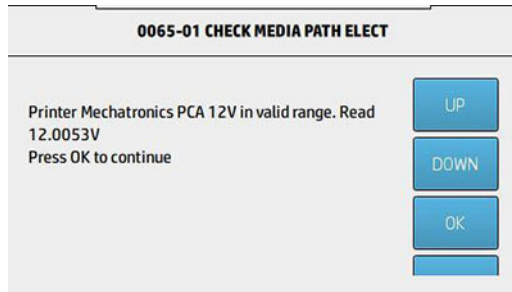 0065-01 CHECK MEDIA PATH ELECT
Printer Mechatronics PCA 12V in valid range. Read
12.0053V
Press OK to continue
UP
DOWN
OK